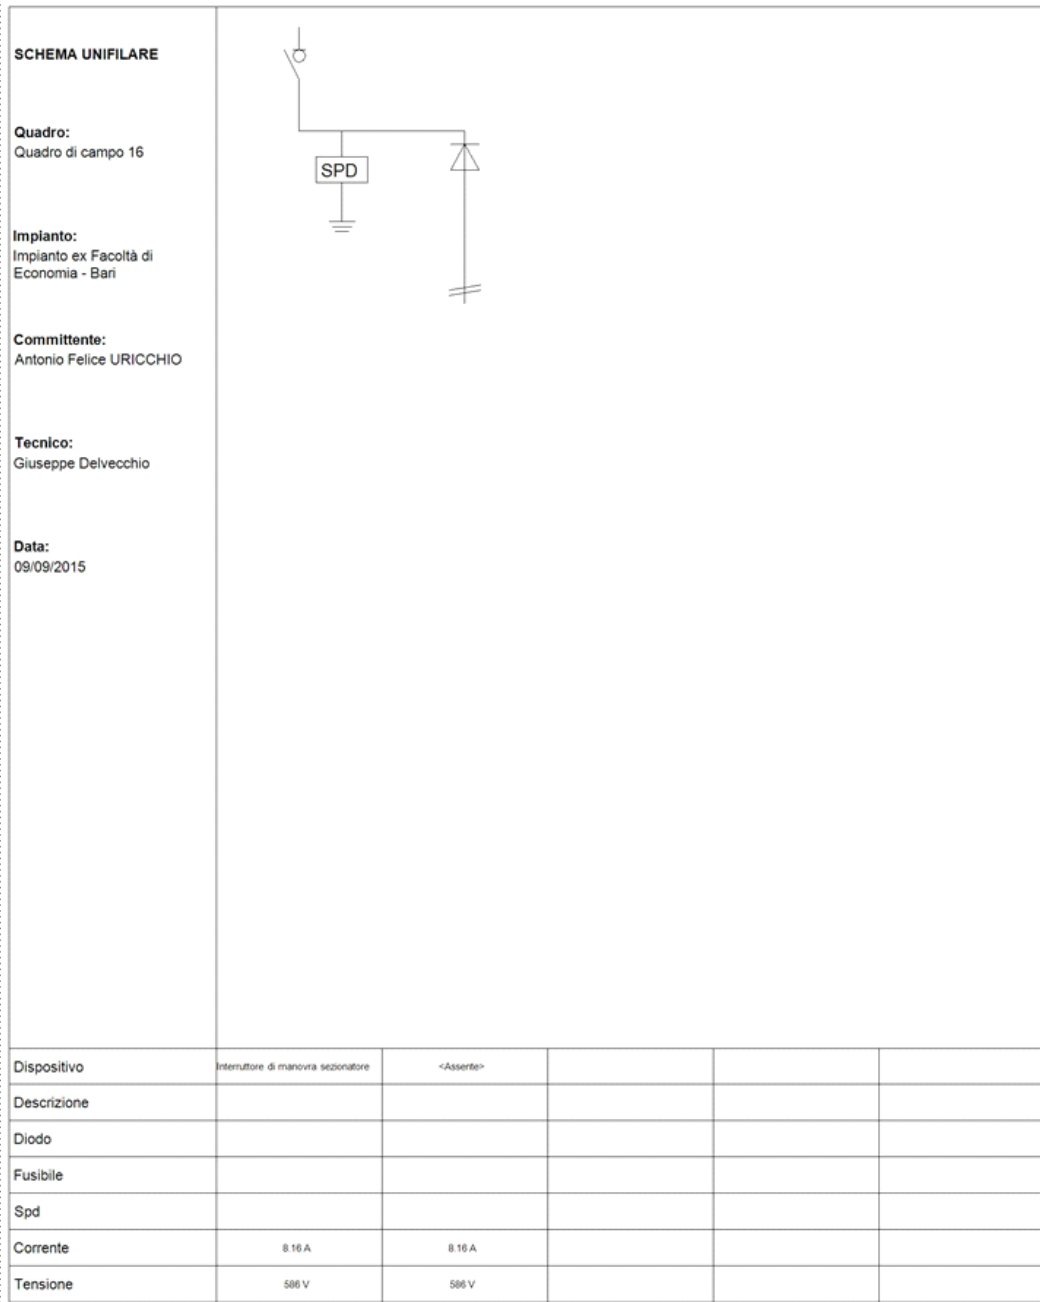 SCHEMA UNIFILARE
Quadro:
Quadro di campo 16
Impianto:
Impianto ex Facoltà di
Economia - Bari
Committente:
Antonio Felice URICCHIO
Tecnico:
Giuseppe Delvecchio
Data:
09/09/2015
SPD
Dispositivo Interruttore di manovra sezionatore <Assente>
Descrizione
Diodo
Fusibile
Spd
Corrente 8.16 A 8.16 A
Tensione 586 V 586 V